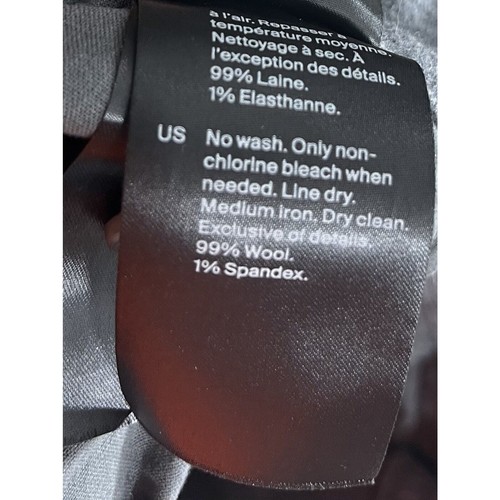 à l'air. Repasser à
température moyenne.
Nettoyage à sec. À
l'exception des détails.
99% Laine.
1% Elasthanne.
US No wash. Only non-
chlorine bleach when
needed. Line dry.
Medium iron. Dry clean.
Exclusive of details.
99% Wool.
1% Spandex.